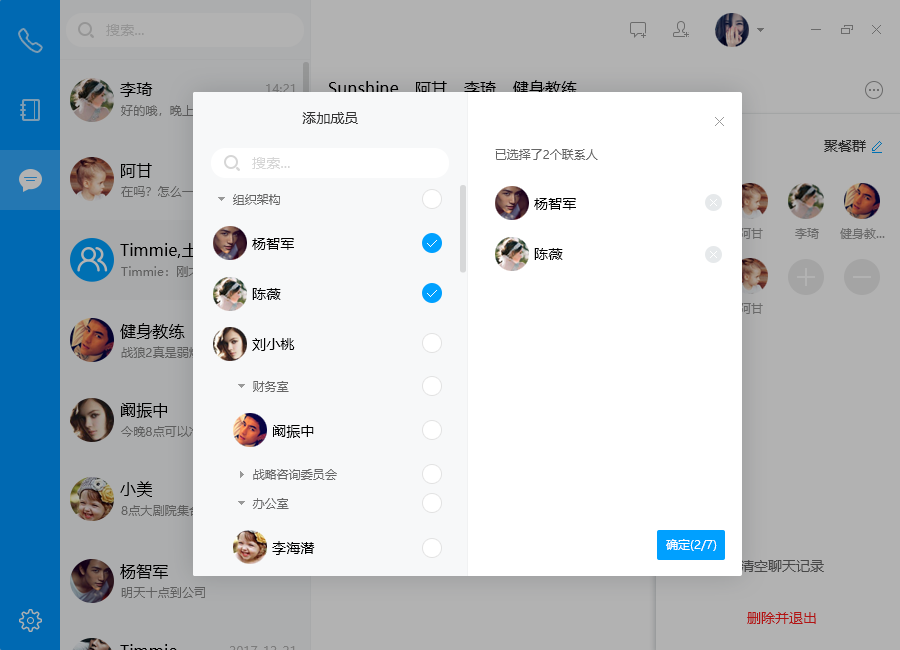 搜索...
李琦
14:21
好的哦，晚上
阿甘
在吗？怎么一
Timmie,土
Timmie：刚才
健身教练
战狼2真是弱爆
阚振中
今晚8点可以准
小美
8点大剧院集合
杨智军
明天十点到公司
Timmie
2017-12-21
Sunshine、阿甘、李琦、健身教练
添加成员
搜索...
组织架构
杨智军
陈薇
刘小桃
财务室
阚振中
战略咨询委员会
办公室
李海潜
已选择了2个联系人
杨智军
陈薇
确定(2/7)
聚餐群
阿甘
李琦
健身教...
阿甘
清空聊天记录
删除并退出